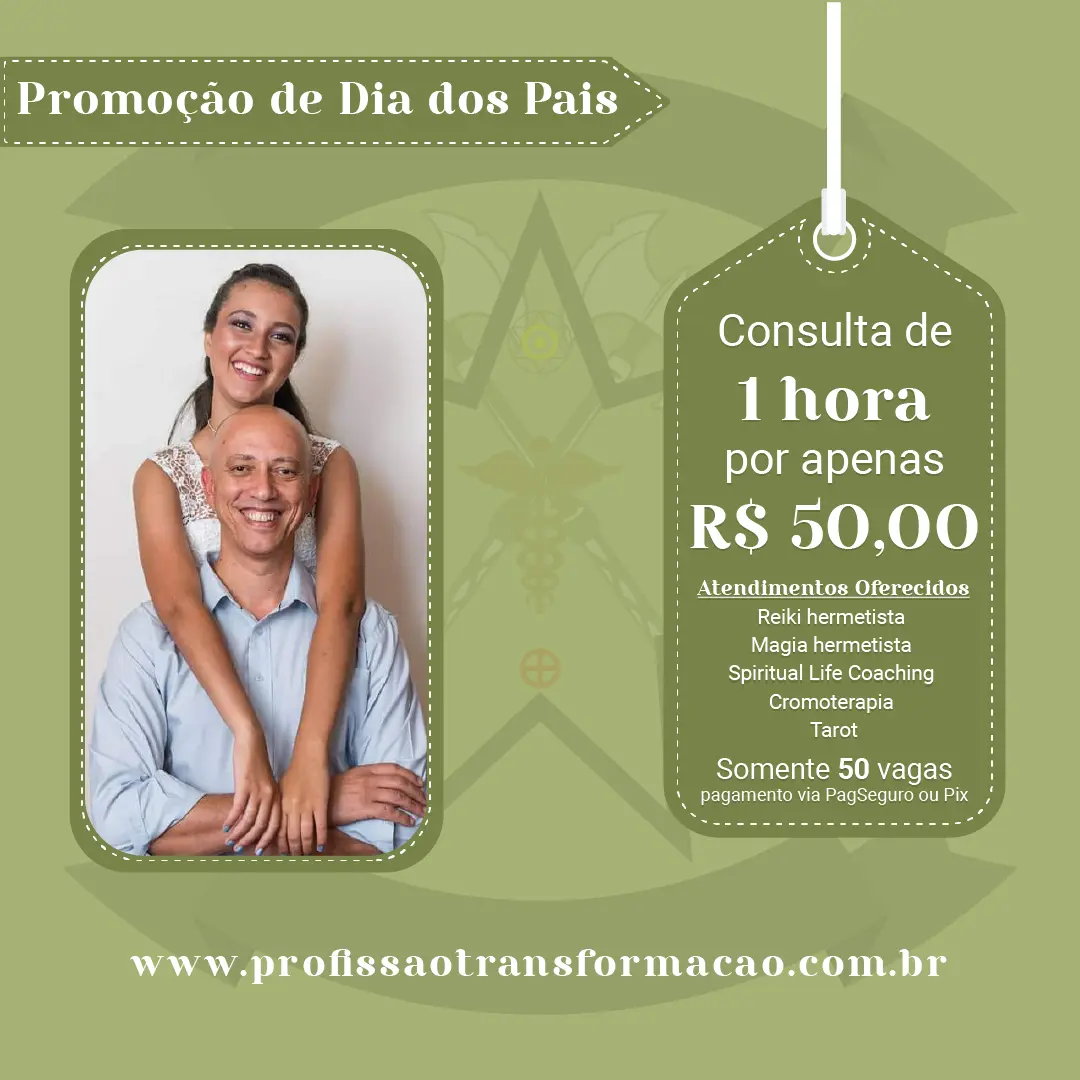 Promoção de Dia dos Pais
Consulta de
1 hora
por apenas
R$ 50,00
Atendimentos Oferecidos
Reiki hermetista
Magia hermetista
Spiritual Life Coaching
Cromoterapia
Tarot
Somente 50 vagas
pagamento via PagSeguro ou Pix
www.profissaotransformacao.com.br